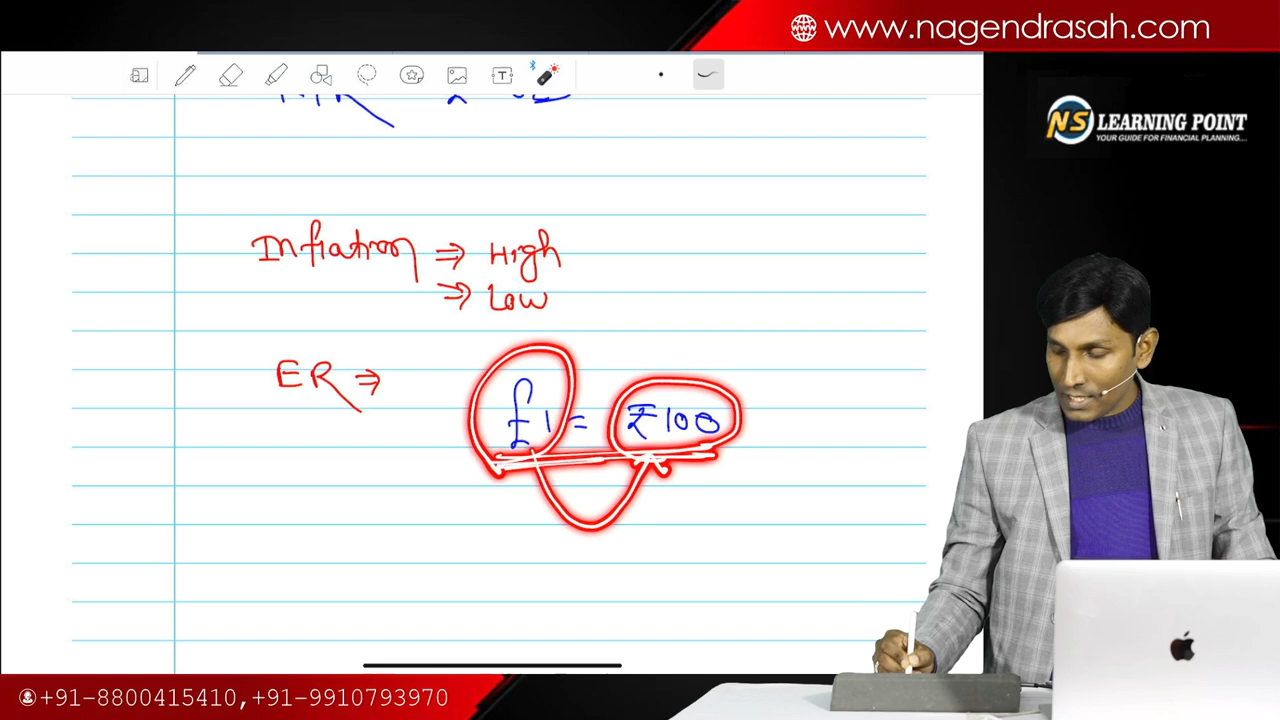 www.nagendrasah.com
NS LEARNING POINT
YOUR GUIDE FOR FINANCIAL PLANNING....
Inflation ⇒ High
⇒ Low
ER ⇒
£1 = ₹100
+91-8800415410,+91-9910793970